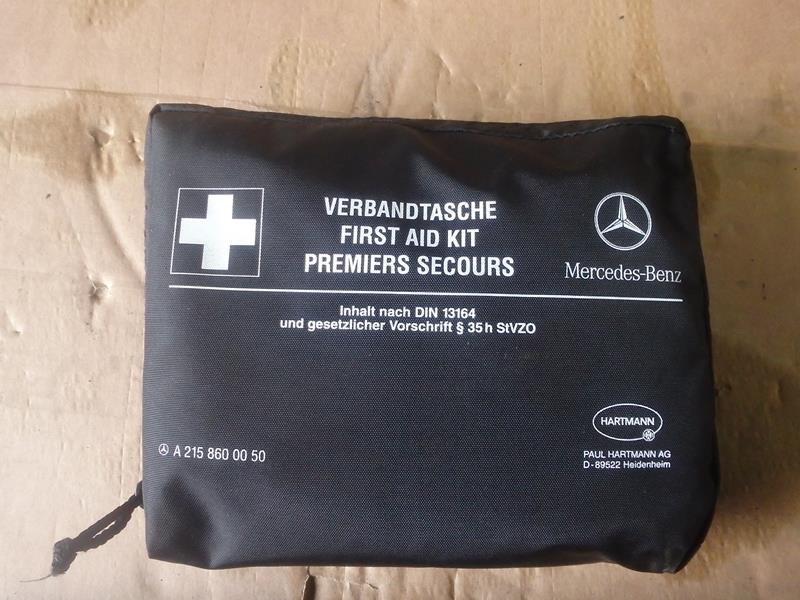 VERBANDTASCHE
FIRST AID KIT
PREMIERS SECOURS
Mercedes-Benz
Inhalt nach DIN 13164
und gesetzlicher Vorschrift § 35 h StVZO
HARTMANN
A 215 860 00 50
PAUL HARTMANN AG
D-89522 Heidenheim